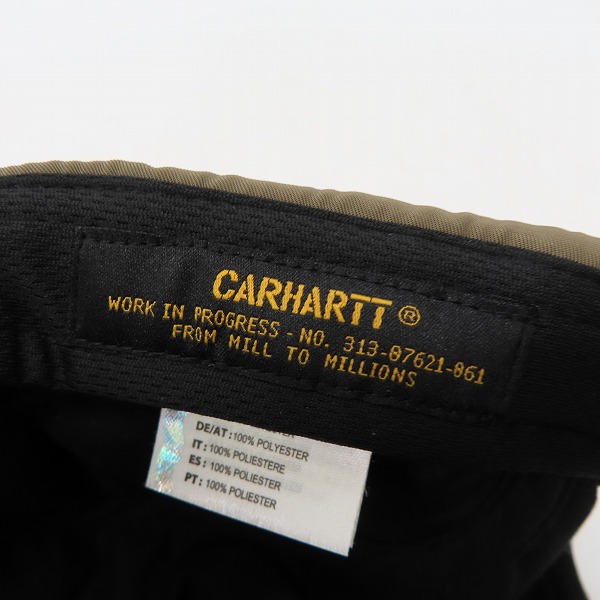 CARHARTT ®
WORK IN PROGRESS - NO. 313-07621-061
FROM MILL TO MILLIONS
DE/AT : 100% POLYESTER
IT : 100% POLIESTERE
ES : 100% POLIESTER
PT : 100% POLIESTER